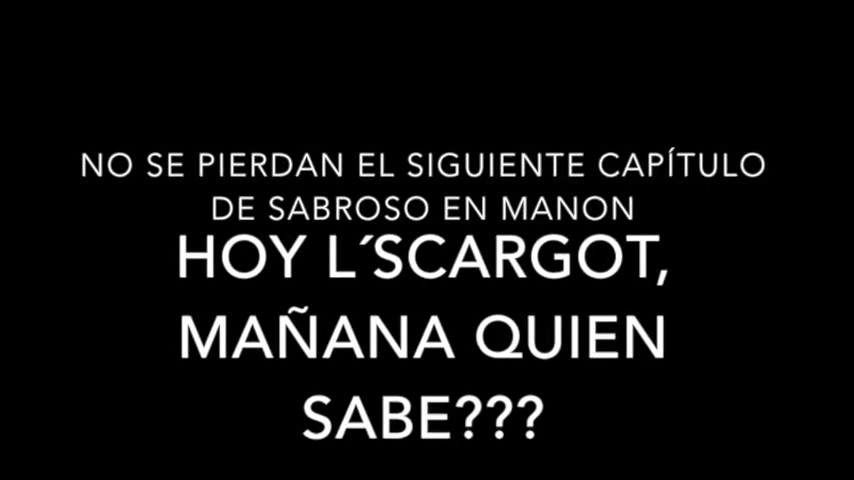 NO SE PIERDAN EL SIGUIENTE CAPÍTULO
DE SABROSO EN MANON
HOY L´SCARGOT,
MAÑANA QUIEN
SABE???